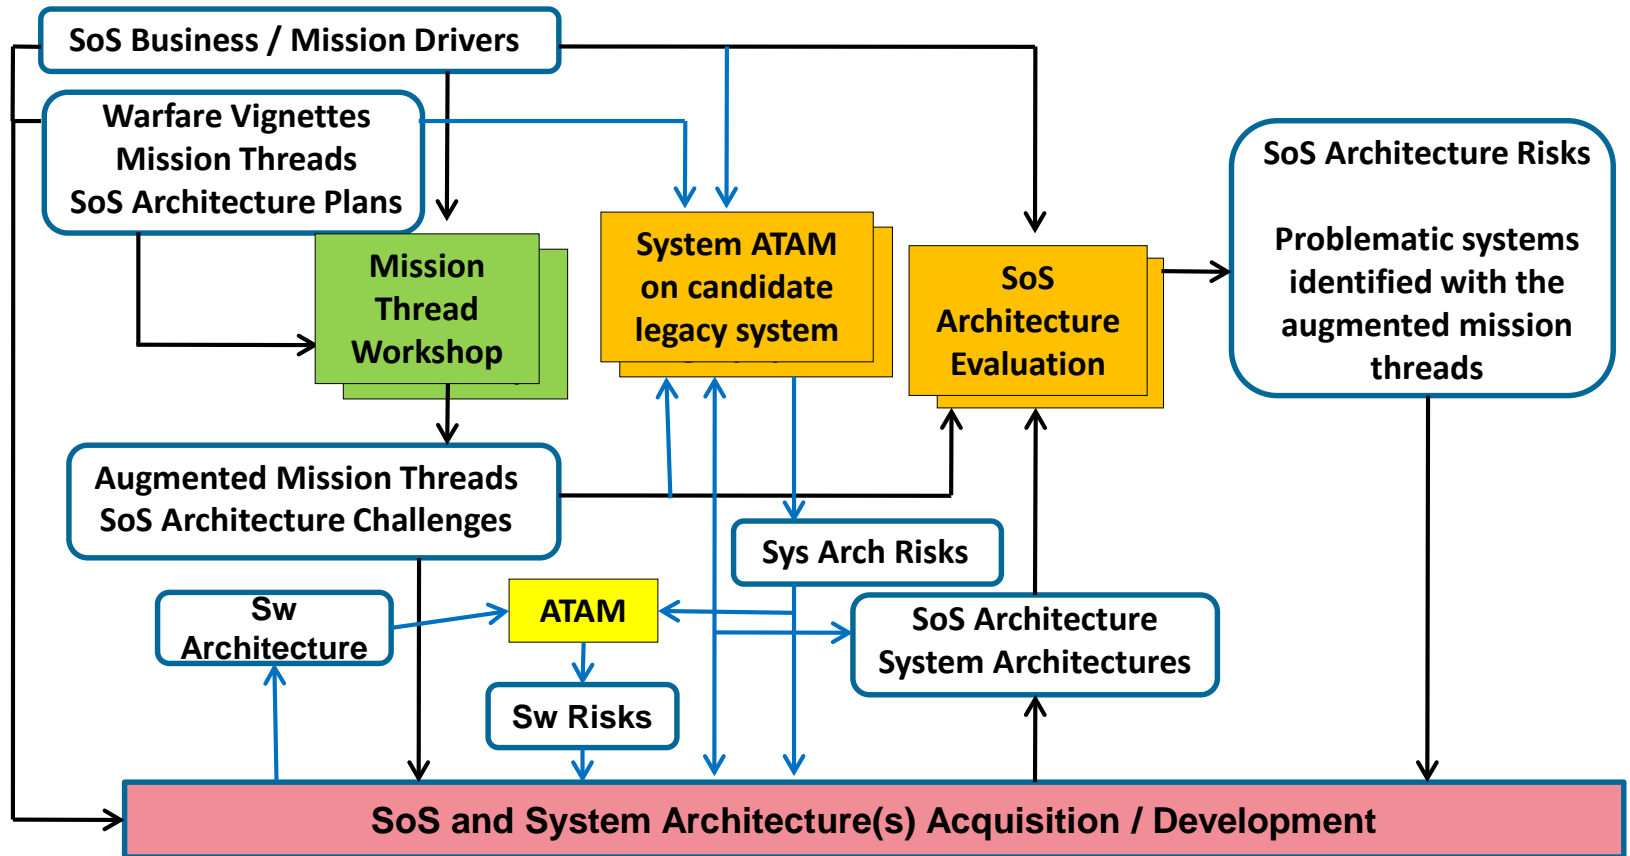 SoS Business / Mission Drivers
Warfare Vignettes
Mission Threads
SoS Architecture Plans
Mission
Thread
Workshop
System ATAM
on candidate
legacy system
SoS
Architecture
Evaluation
SoS Architecture Risks
Problematic systems
identified with the
augmented mission
threads
Augmented Mission Threads
SoS Architecture Challenges
Sys Arch Risks
Sw
Architecture
ATAM
SoS Architecture
System Architectures
Sw Risks
SoS and System Architecture(s) Acquisition / Development